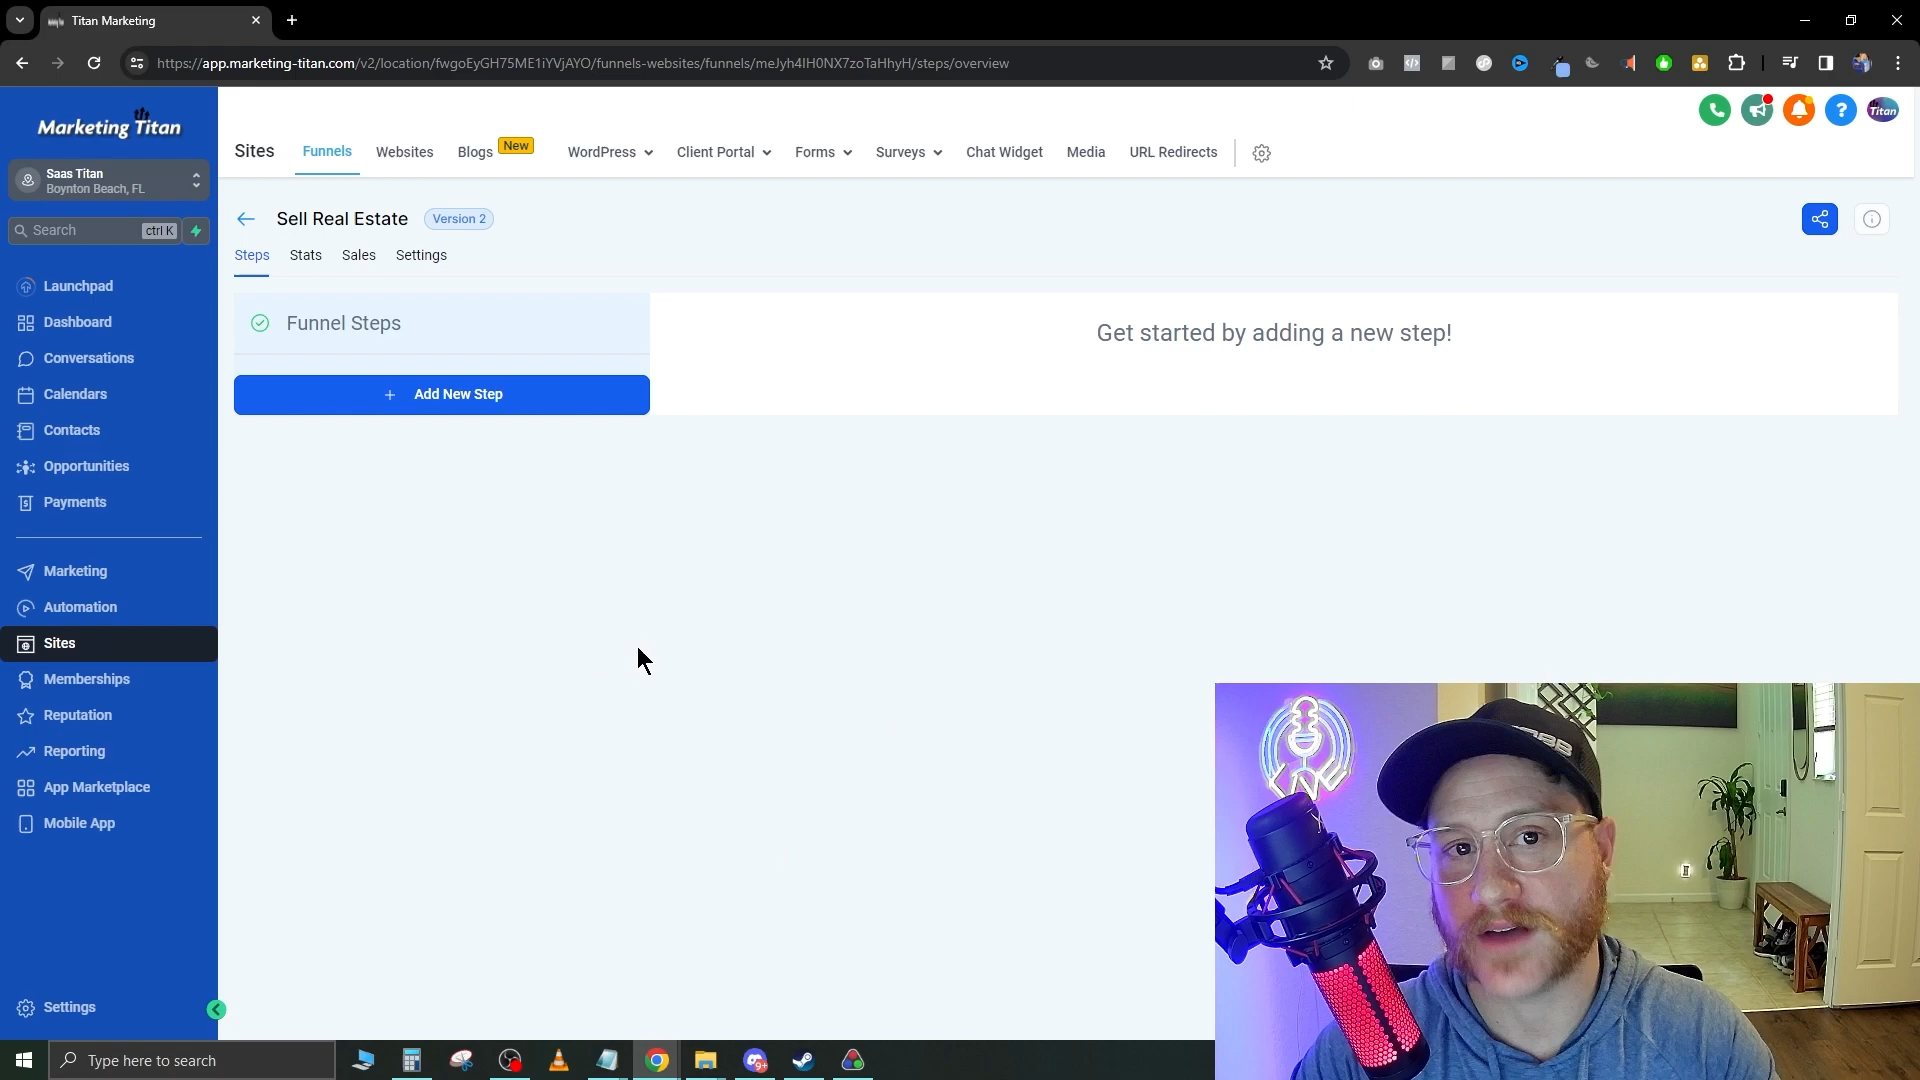 Titan Marketing
https://app.marketing-titan.com/v2/location/fwgoEyGH75ME1iYVjAYO/funnels-websites/funnels/meJyh4IH0NX7zoTaHhyH/steps/overview
Marketing Titan
Saas Titan
Boynton Beach, FL
Search
ctrl K
Launchpad
Dashboard
Conversations
Calendars
Contacts
Opportunities
Payments
Marketing
Automation
Sites
Memberships
Reputation
Reporting
App Marketplace
Mobile App
Settings
Titan
Sites
Funnels
Websites
Blogs
New
WordPress
Client Portal
Forms
Surveys
Chat Widget
Media
URL Redirects
Sell Real Estate
Version 2
Steps
Stats
Sales
Settings
Funnel Steps
+ Add New Step
Get started by adding a new step!
Type here to search
9+